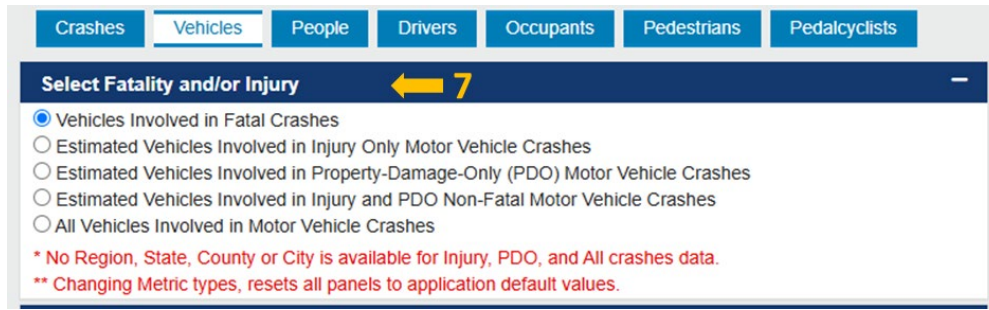 Crashes Vehicles People Drivers Occupants Pedestrians Pedalcyclists
Select Fatality and/or Injury 7
Vehicles Involved in Fatal Crashes
Estimated Vehicles Involved in Injury Only Motor Vehicle Crashes
Estimated Vehicles Involved in Property-Damage-Only (PDO) Motor Vehicle Crashes
Estimated Vehicles Involved in Injury and PDO Non-Fatal Motor Vehicle Crashes
All Vehicles Involved in Motor Vehicle Crashes
* No Region, State, County or City is available for Injury, PDO, and All crashes data.
** Changing Metric types, resets all panels to application default values.